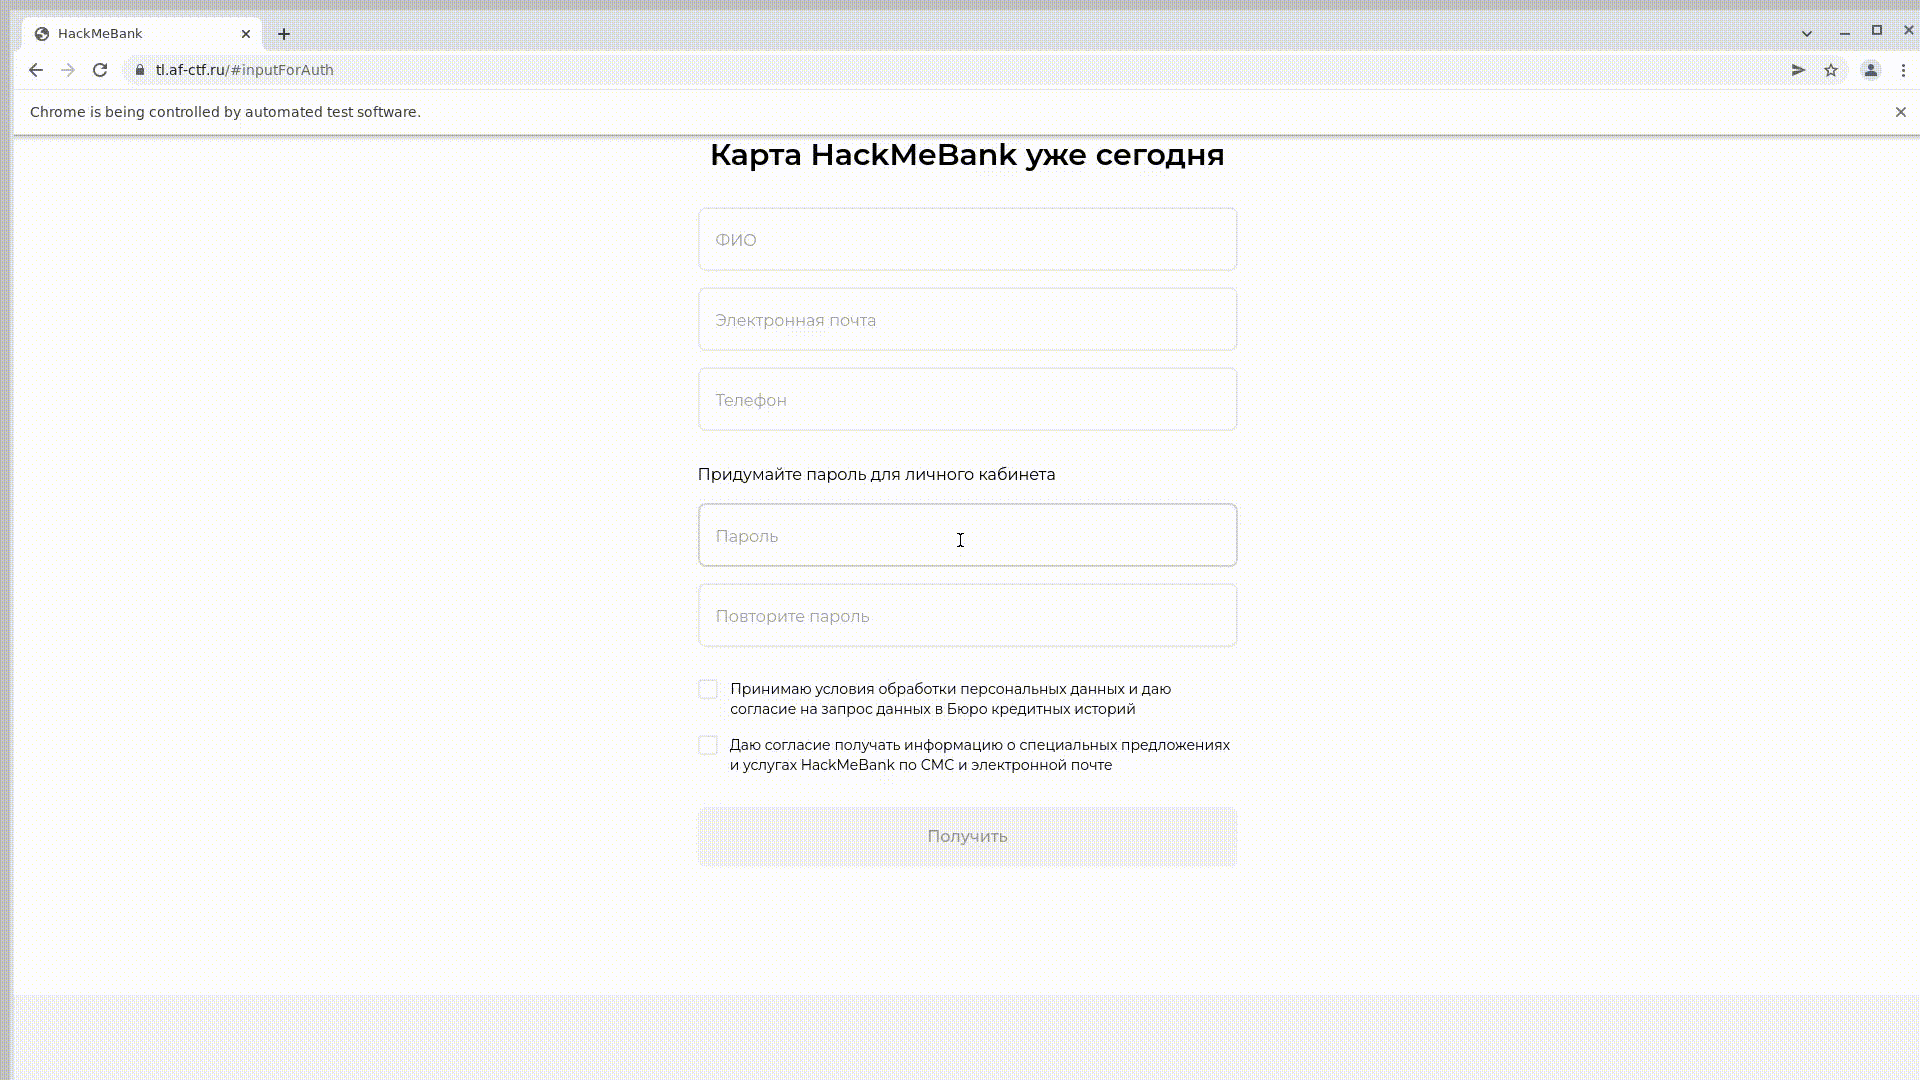 HackMeBank
tl.af-ctf.ru/#inputForAuth
Chrome is being controlled by automated test software.
Карта HackMeBank уже сегодня
ФИО
Электронная почта
Телефон
Придумайте пароль для личного кабинета
Пароль
Повторите пароль
Принимаю условия обработки персональных данных и даю
согласие на запрос данных в Бюро кредитных историй
Даю согласие получать информацию о специальных предложениях
и услугах HackMeBank по СМС и электронной почте
Получить